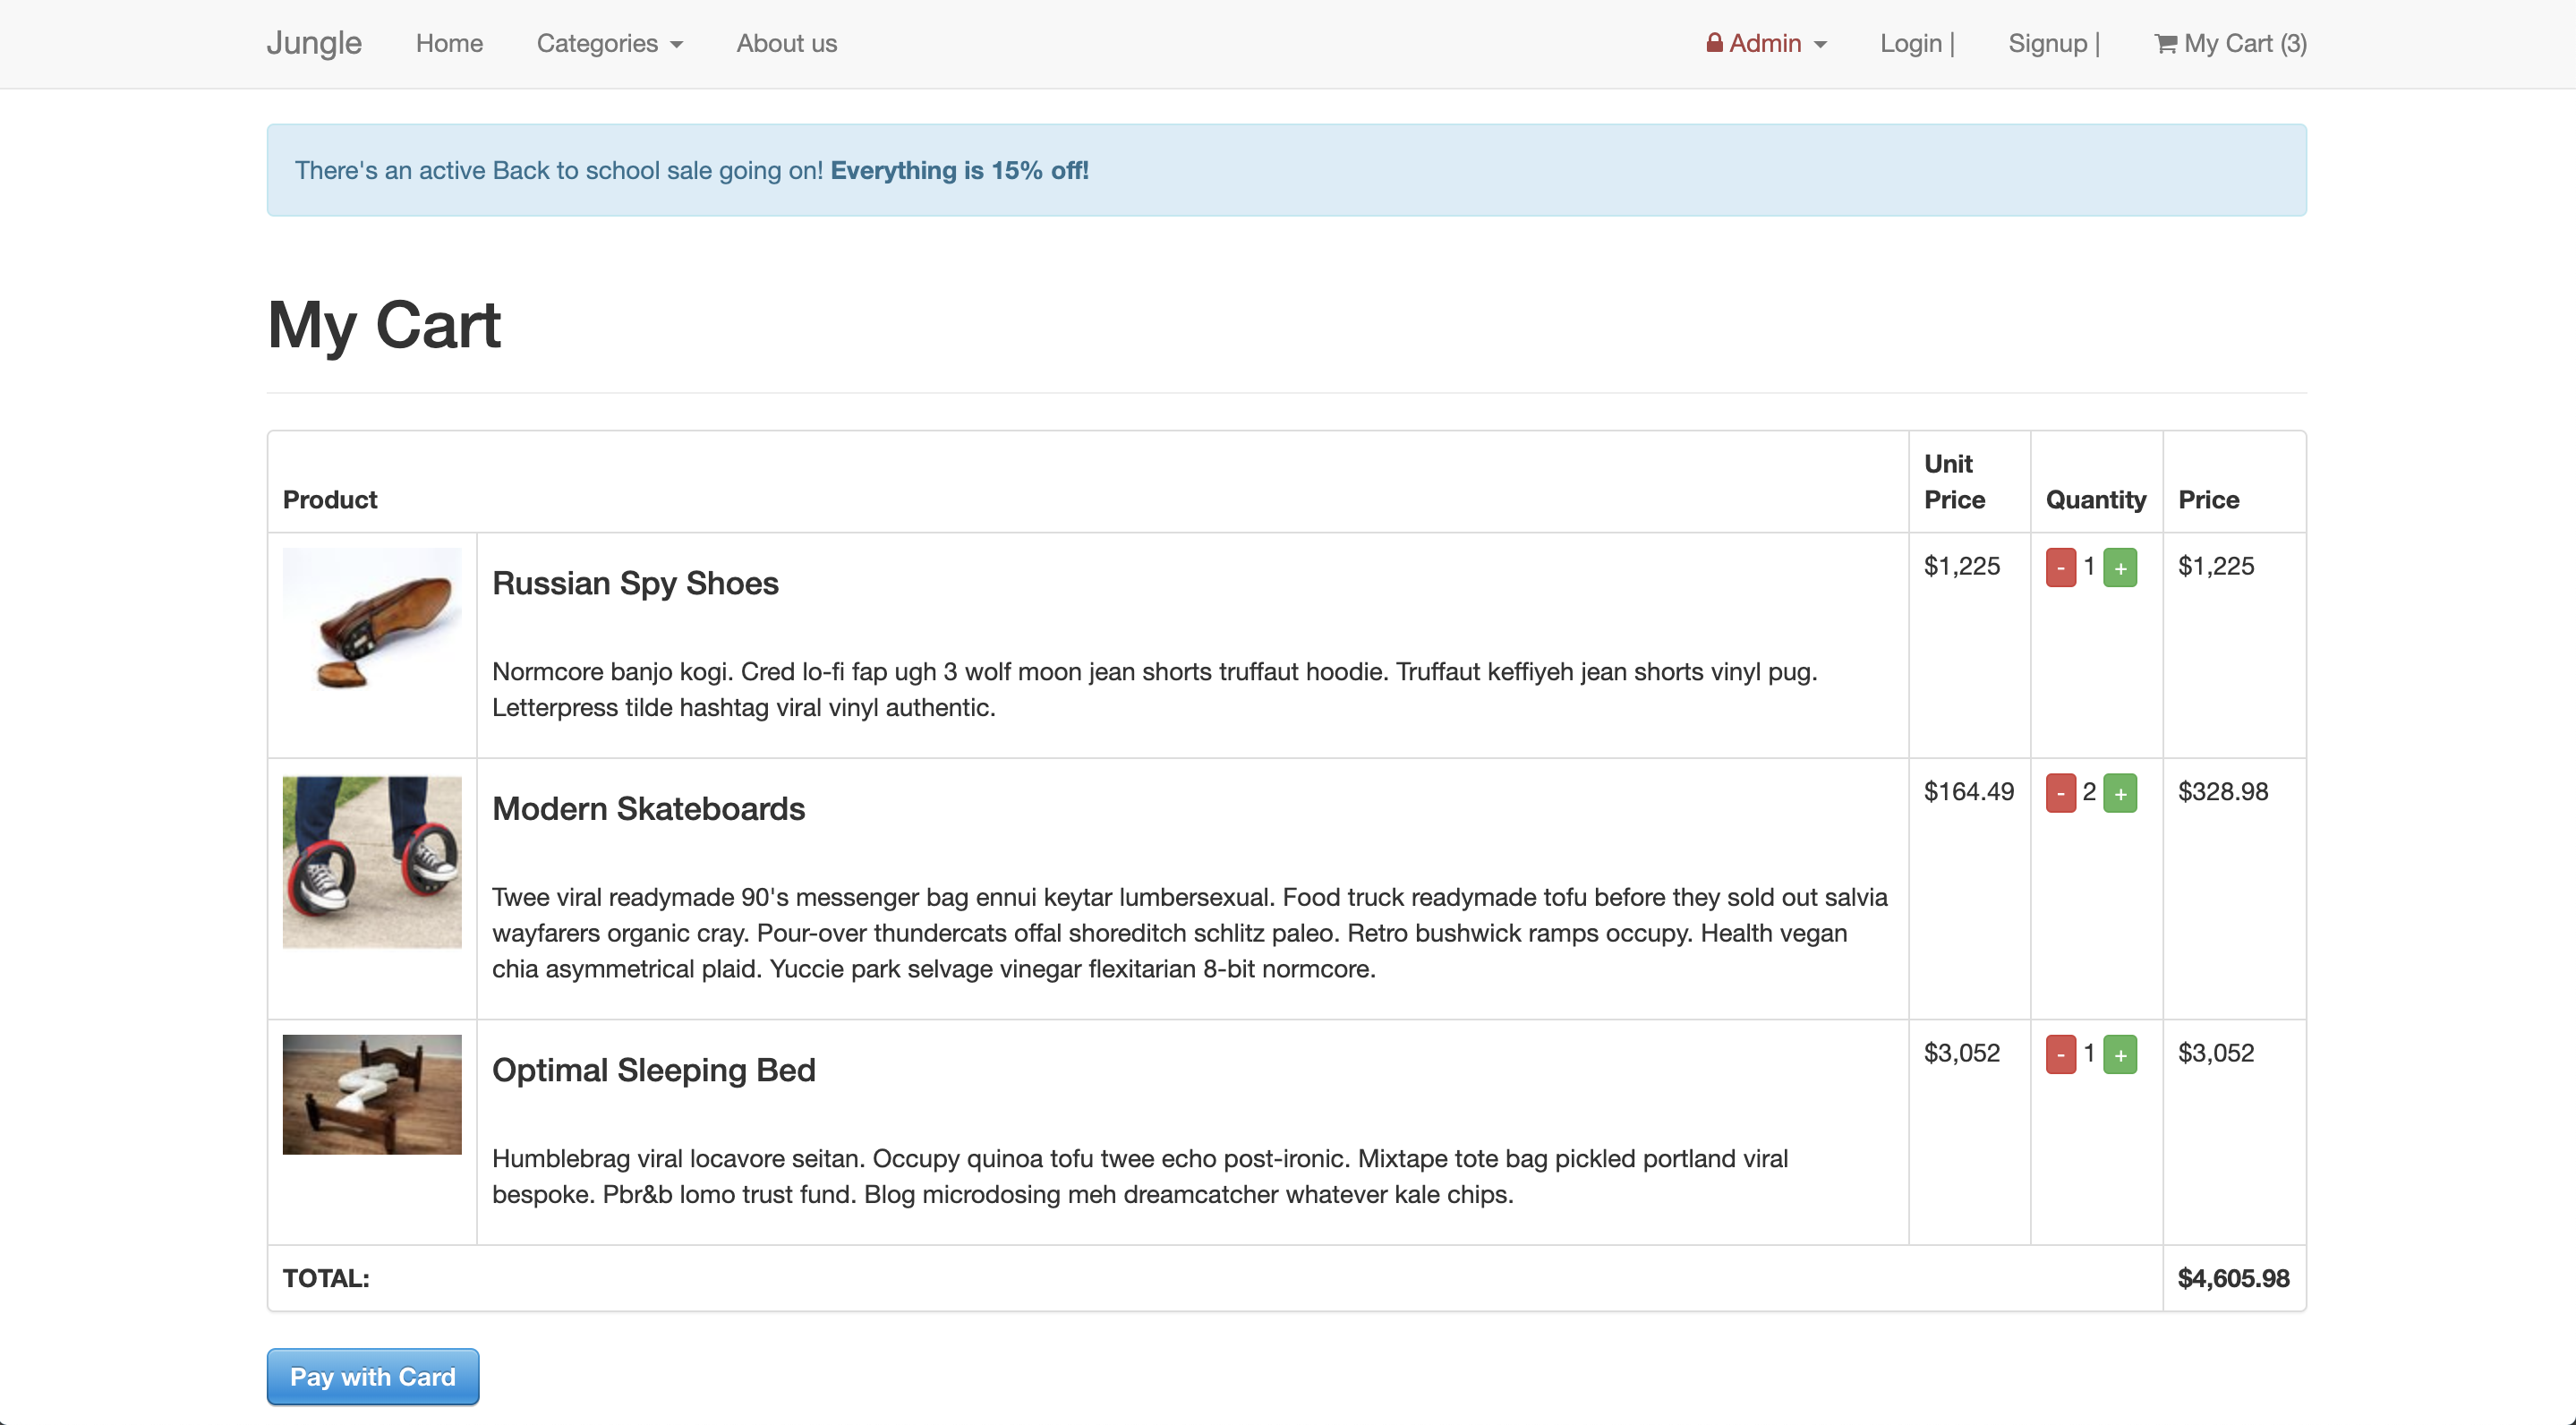 Jungle Home Categories About us Admin Login | Signup | My Cart (3)
There's an active Back to school sale going on! Everything is 15% off!
My Cart
Product Unit Price Quantity Price
Russian Spy Shoes $1,225 - 1 + $1,225
Normcore banjo kogi. Cred lo-fi fap ugh 3 wolf moon jean shorts truffaut hoodie. Truffaut keffiyeh jean shorts vinyl pug.
Letterpress tilde hashtag viral vinyl authentic.
Modern Skateboards $164.49 - 2 + $328.98
Twee viral readymade 90's messenger bag ennui keytar lumbersexual. Food truck readymade tofu before they sold out salvia
wayfarers organic cray. Pour-over thundercats offal shoreditch schlitz paleo. Retro bushwick ramps occupy. Health vegan
chia asymmetrical plaid. Yuccie park selvage vinegar flexitarian 8-bit normcore.
Optimal Sleeping Bed $3,052 - 1 + $3,052
Humblebrag viral locavore seitan. Occupy quinoa tofu twee echo post-ironic. Mixtape tote bag pickled portland viral
bespoke. Pbr&b lomo trust fund. Blog microdosing meh dreamcatcher whatever kale chips.
TOTAL: $4,605.98
Pay with Card